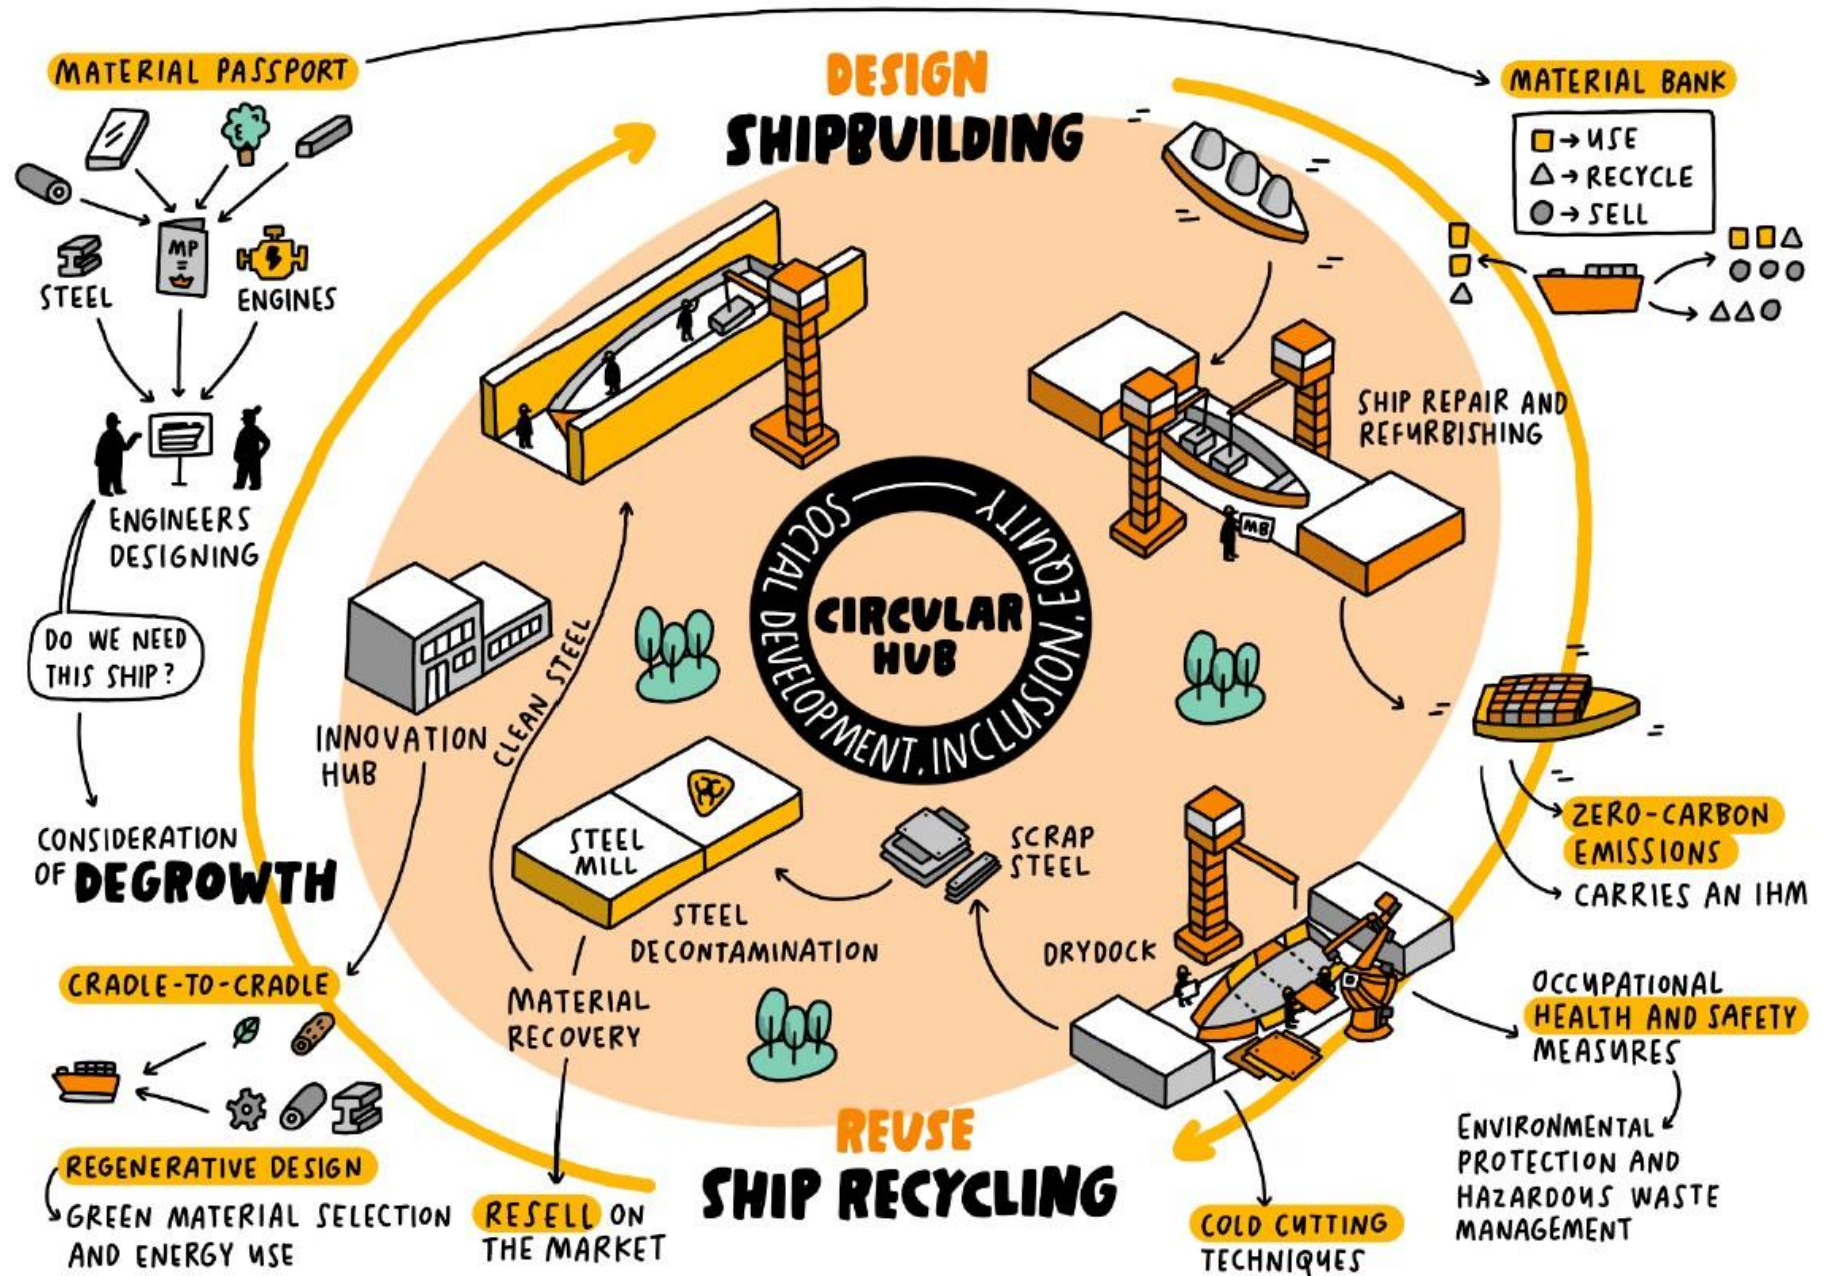 MATERIAL PASSPORT
MP
=
STEEL
ENGINES
ENGINEERS
DESIGNING
DO WE NEED
THIS SHIP?
CONSIDERATION
OF DEGROWTH
DESIGN
SHIPBUILDING
MATERIAL BANK
→ USE
→ RECYCLE
→ SELL
SHIP REPAIR AND
REFURBISHING
MB
SOCIAL DEVELOPMENT, INCLUSION, EQUITY
CIRCULAR
HUB
INNOVATION
HUB
CLEAN STEEL
STEEL
MILL
STEEL
DECONTAMINATION
SCRAP
STEEL
MATERIAL
RECOVERY
DRYDOCK
ZERO-CARBON
EMISSIONS
CARRIES AN IHM
OCCUPATIONAL
HEALTH AND SAFETY
MEASURES
ENVIRONMENTAL
PROTECTION AND
HAZARDOUS WASTE
MANAGEMENT
CRADLE-TO-CRADLE
REGENERATIVE DESIGN
GREEN MATERIAL SELECTION
AND ENERGY USE
RESELL ON
THE MARKET
REUSE
SHIP RECYCLING
COLD CUTTING
TECHNIQUES